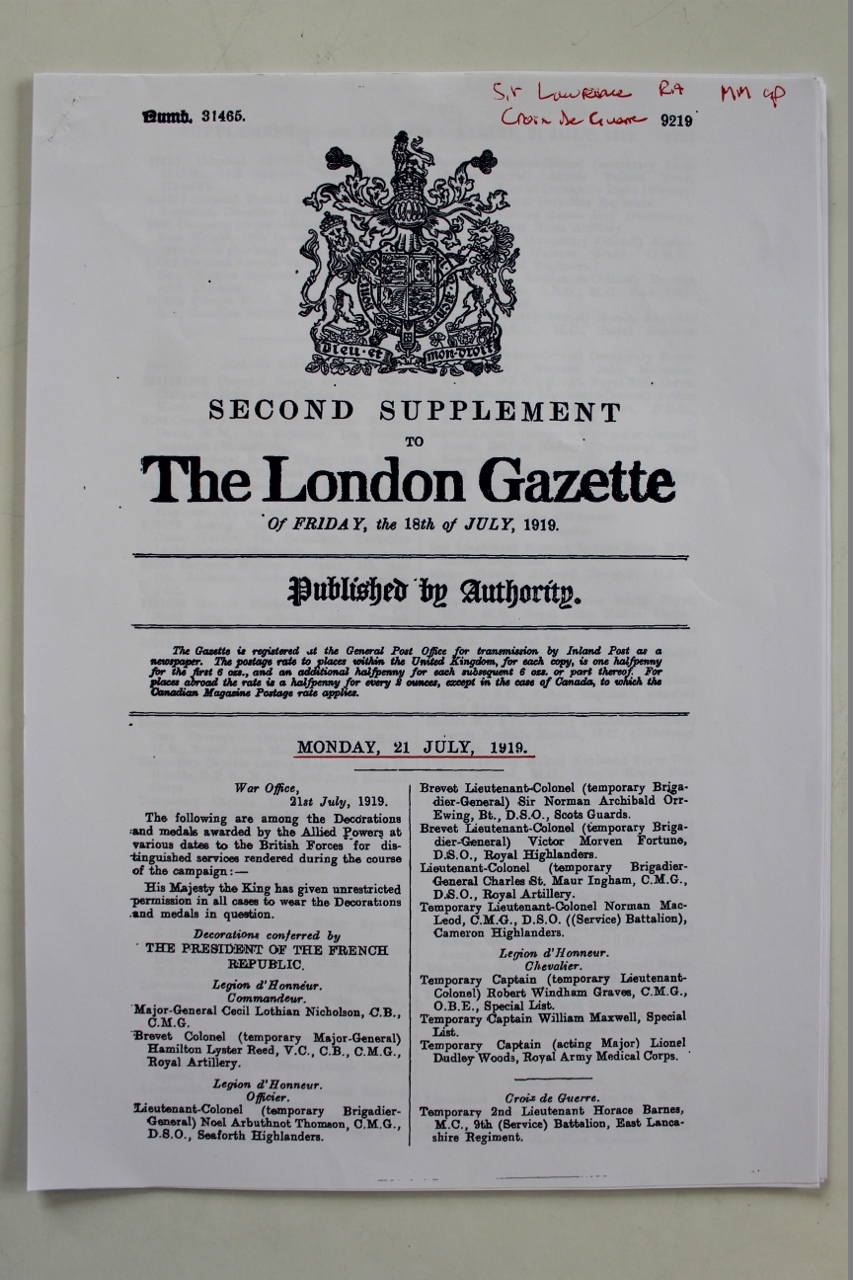 Sir Lawrence RA MM
Croix de Guerre
Numb. 31465.
9219
Dieu·et mon·droit
SECOND SUPPLEMENT
TO
The London Gazette
Of FRIDAY, the 18th of JULY, 1919.
Published by Authority.
The Gazette is registered at the General Post Office for transmission by Inland Post as a
newspaper. The postage rate to places within the United Kingdom, for each copy, is one halfpenny
for the first 6 ozs., and an additional halfpenny for each subsequent 6 ozs. or part thereof. For
places abroad the rate is a halfpenny for every 2 ounces, except in the case of Canada, to which the
Canadian Magazine Postage rate applies.
MONDAY, 21 JULY, 1919.
War Office,
21st July, 1919.
The following are among the Decorations
and medals awarded by the Allied Powers at
various dates to the British Forces for dis-
tinguished services rendered during the course
of the campaign:—
His Majesty the King has given unrestricted
permission in all cases to wear the Decorations
and medals in question.
Decorations conferred by
THE PRESIDENT OF THE FRENCH
REPUBLIC.
Legion d'Honneur.
Commandeur.
Major-General Cecil Lothian Nicholson, C.B.,
C.M.G.
Brevet Colonel (temporary Major-General)
Hamilton Lyster Reed, V.C., C.B., C.M.G.,
Royal Artillery.
Legion d'Honneur.
Officier.
Lieutenant-Colonel (temporary Brigadier-
General) Noel Arbuthnot Thomson, C.M.G.,
D.S.O., Seaforth Highlanders.
Brevet Lieutenant-Colonel (temporary Briga-
dier-General) Sir Norman Archibald Orr-
Ewing, Bt., D.S.O., Scots Guards.
Brevet Lieutenant-Colonel (temporary Briga-
dier-General) Victor Morven Fortune,
D.S.O., Royal Highlanders.
Lieutenant-Colonel (temporary Brigadier-
General Charles St. Maur Ingham, C.M.G.,
D.S.O., Royal Artillery.
Temporary Lieutenant-Colonel Norman Mac-
Leod, C.M.G., D.S.O. ((Service) Battalion),
Cameron Highlanders.
Legion d'Honneur.
Chevalier.
Temporary Captain (temporary Lieutenant-
Colonel) Robert Windham Graves, C.M.G.,
O.B.E., Special List.
Temporary Captain William Maxwell, Special
List.
Temporary Captain (acting Major) Lionel
Dudley Woods, Royal Army Medical Corps.
Croix de Guerre.
Temporary 2nd Lieutenant Horace Barnes,
M.C., 9th (Service) Battalion, East Lanca-
shire Regiment.